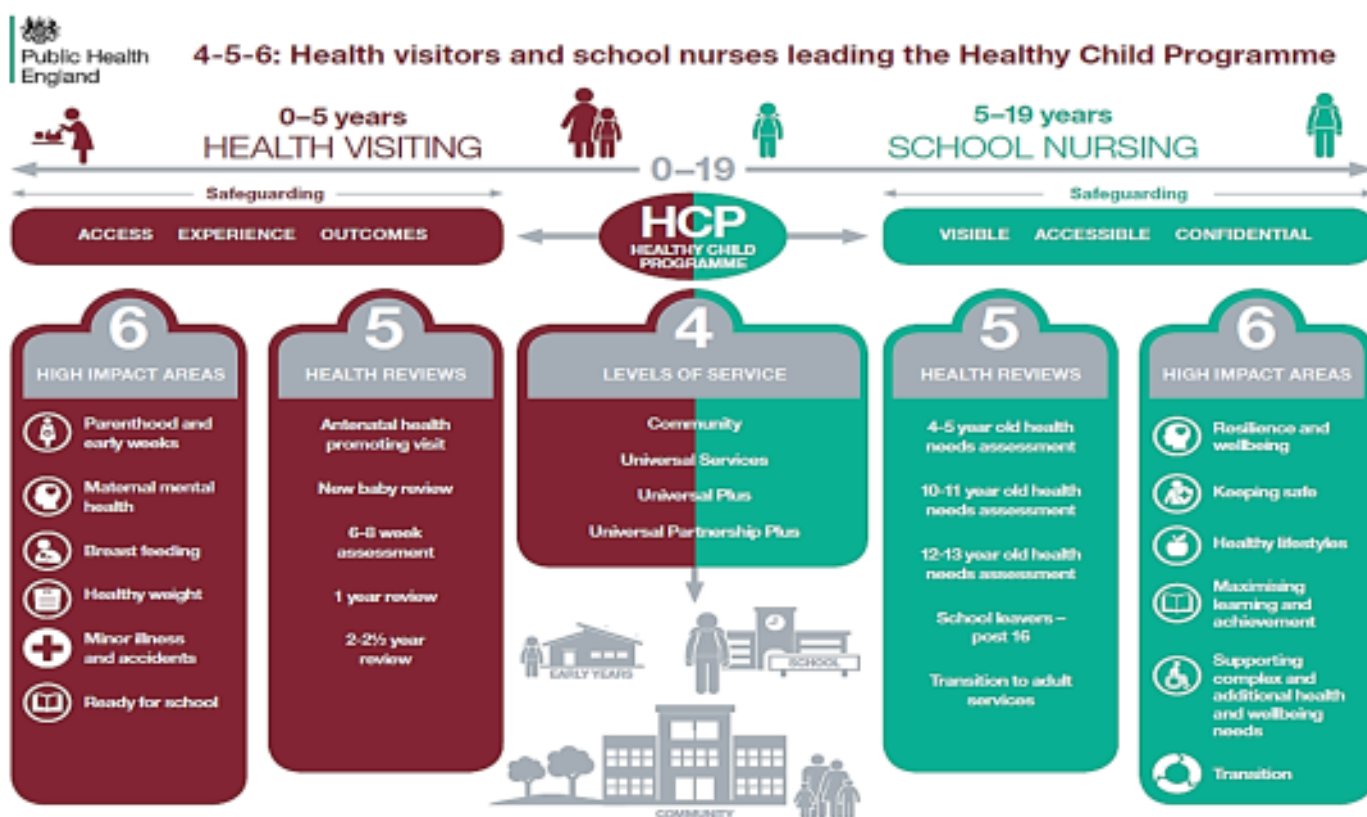 Public Health
England
4-5-6: Health visitors and school nurses leading the Healthy Child Programme
0–5 years
HEALTH VISITING
5–19 years
SCHOOL NURSING
0–19
Safeguarding
Safeguarding
ACCESS EXPERIENCE OUTCOMES
HCP
HEALTHY CHILD
PROGRAMME
VISIBLE ACCESSIBLE CONFIDENTIAL
6
HIGH IMPACT AREAS
Parenthood and
early weeks
Maternal mental
health
Breast feeding
Healthy weight
Minor illness
and accidents
Ready for school
5
HEALTH REVIEWS
Antenatal health
promoting visit
New baby review
6-8 week
assessment
1 year review
2-2½ year
review
4
LEVELS OF SERVICE
Community
Universal Services
Universal Plus
Universal Partnership Plus
EARLY YEARS
SCHOOL
COMMUNITY
5
HEALTH REVIEWS
4-5 year old health
needs assessment
10-11 year old health
needs assessment
12-13 year old health
needs assessment
School leavers –
post 16
Transition to adult
services
6
HIGH IMPACT AREAS
Resilience and
wellbeing
Keeping safe
Healthy lifestyles
Maximising
learning and
achievement
Supporting
complex and
additional health
and wellbeing
needs
Transition